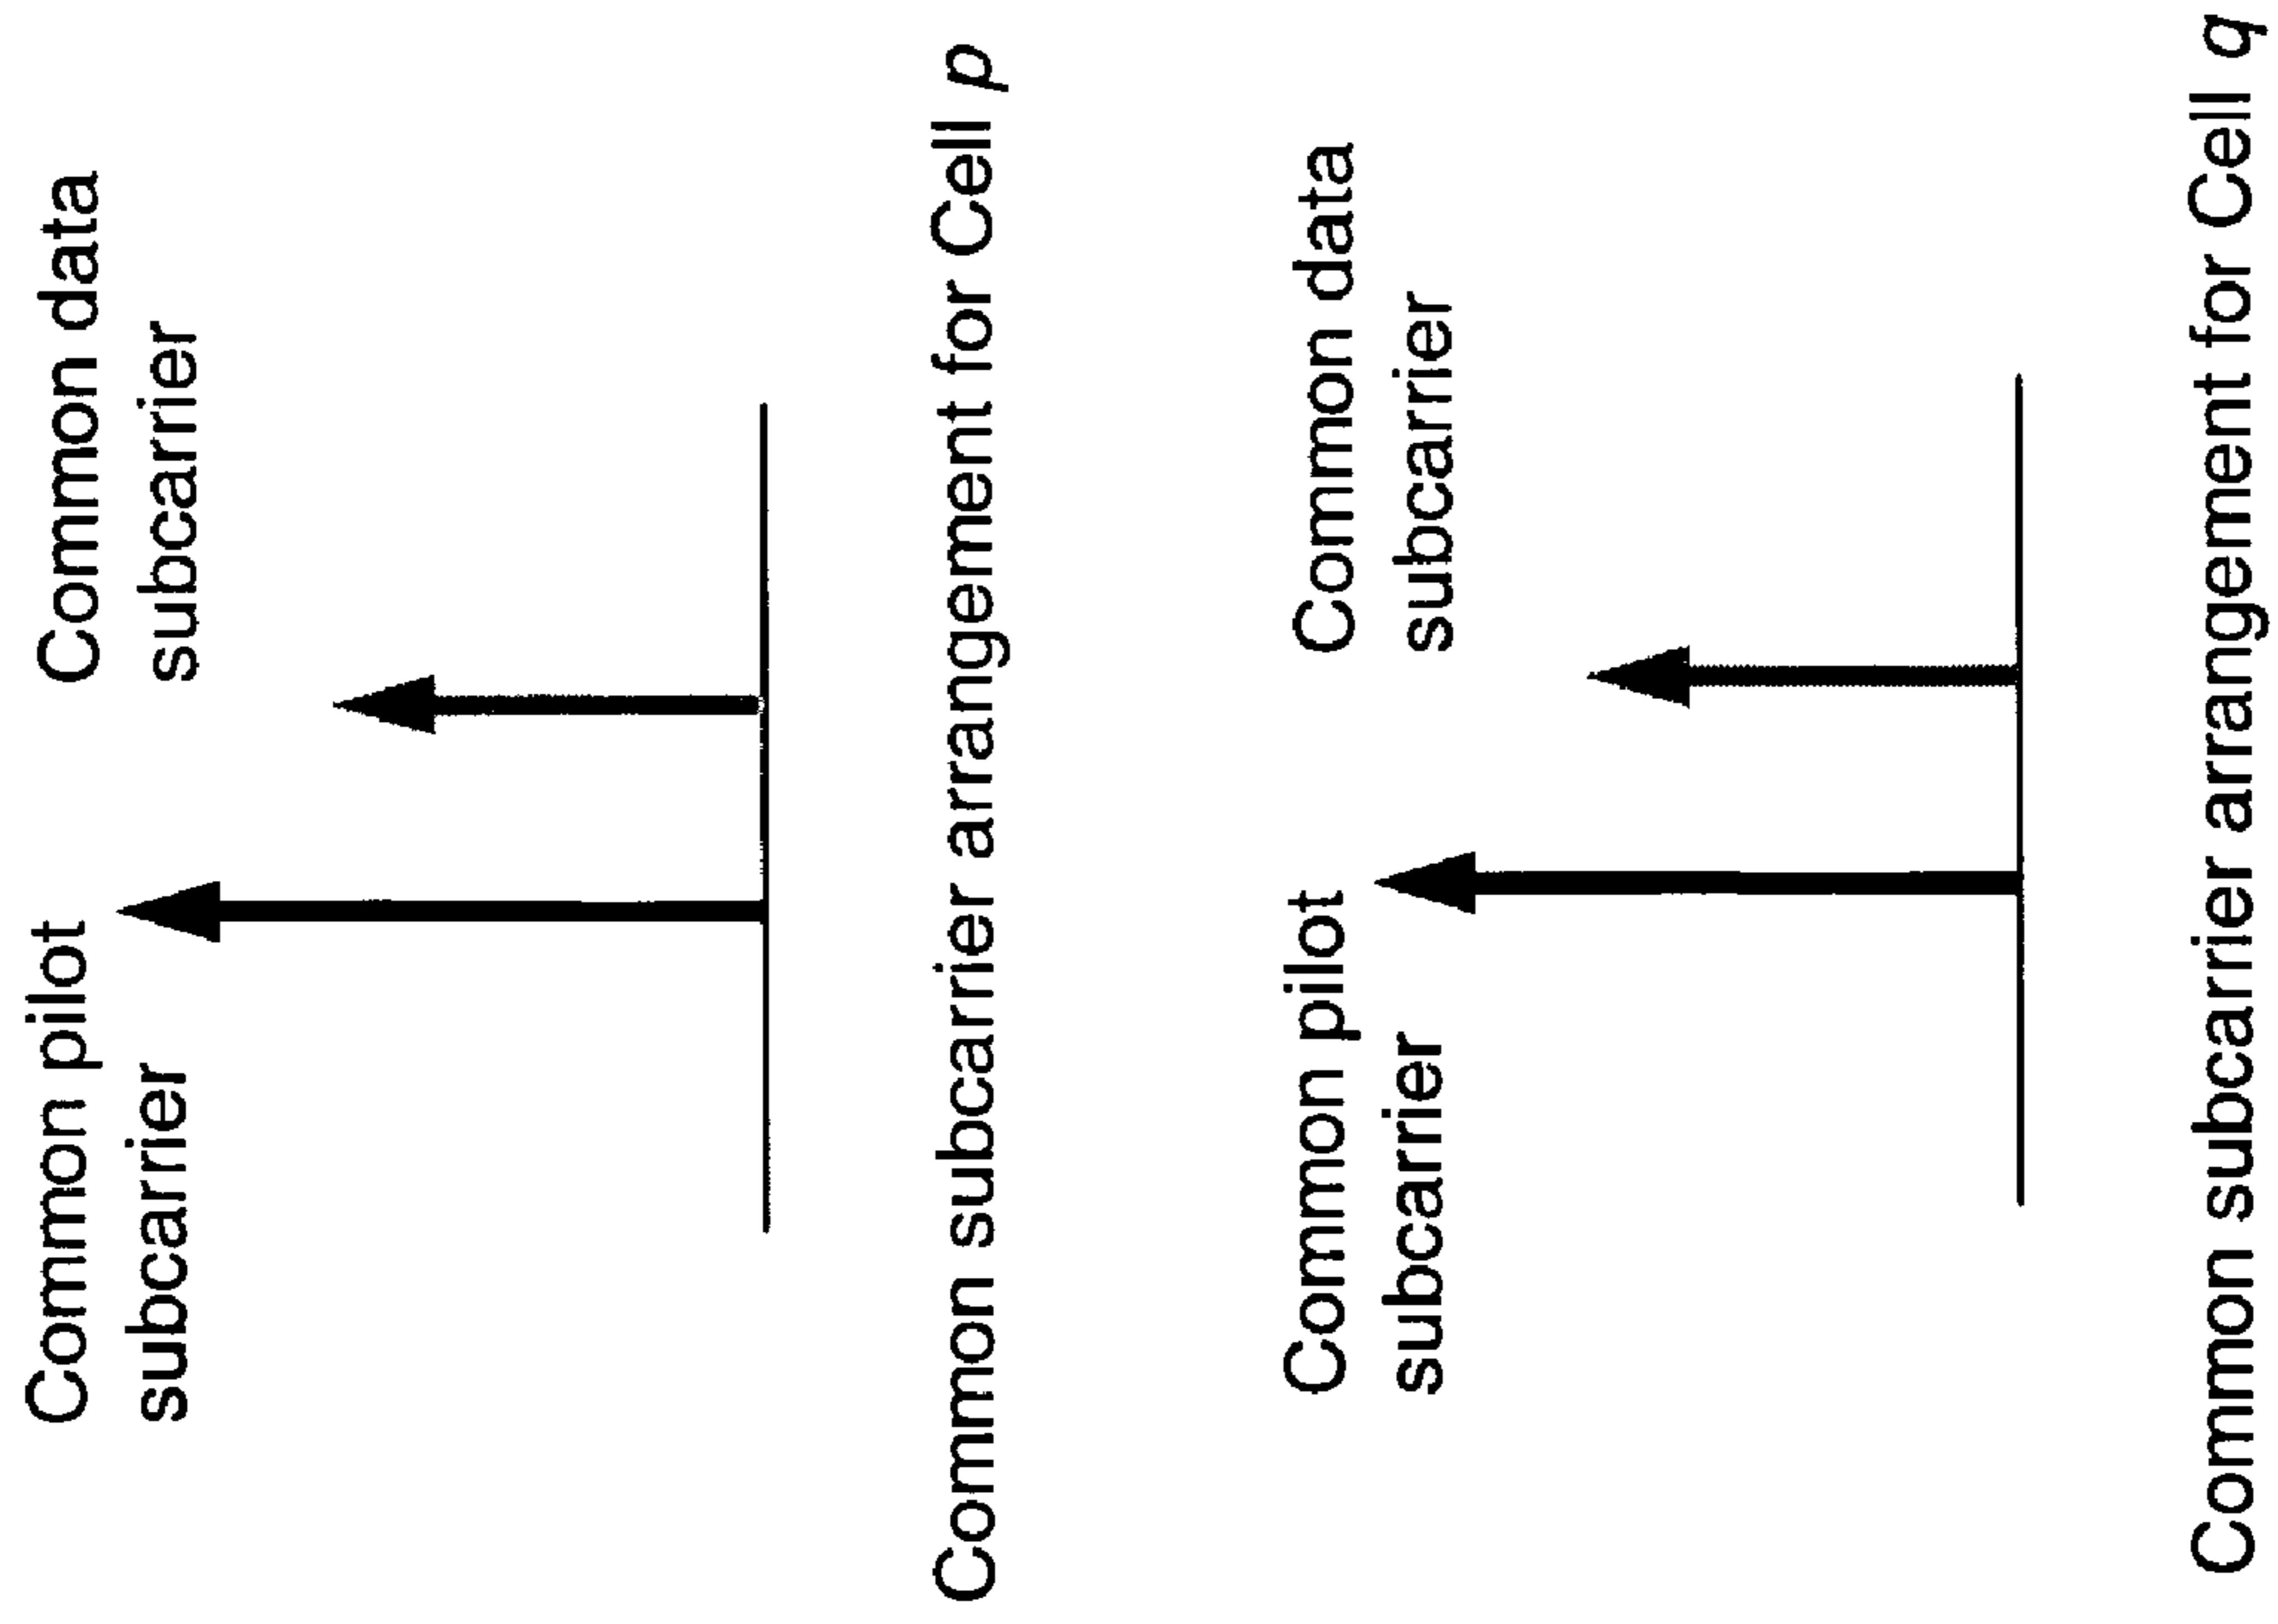 Common pilot
subcarrier
Common data
subcarrier
Common subcarrier arrangement for Cell p
Common pilot
subcarrier
Common data
subcarrier
Common subcarrier arrangement for Cell q